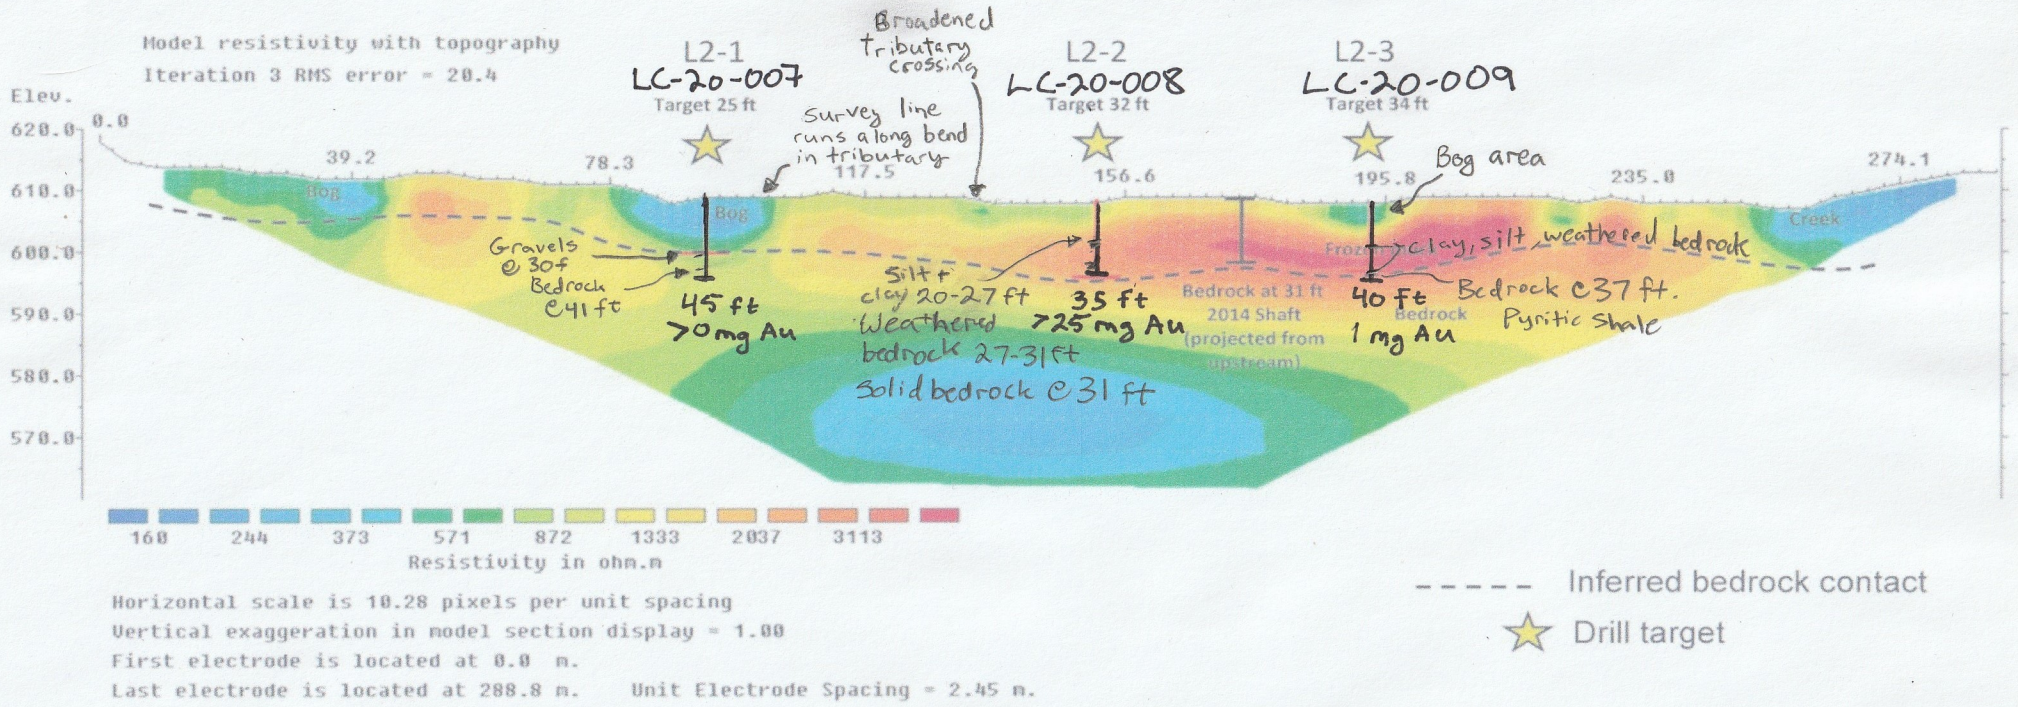 Model resistivity with topography
Iteration 3 RMS error = 20.4
Elev.
620.0
610.0
600.0
590.0
580.0
570.0
0.0
39.2
78.3
117.5
156.6
195.8
235.0
274.1
L2-1
LC-20-007
Target 25 ft
Broadened
tributary
crossing
survey line
runs along bend
in tributary
L2-2
LC-20-008
Target 32 ft
L2-3
LC-20-009
Target 34 ft
Bog area
Bog
Bog
Creek
Gravels
@ 30f
Bedrock
@41 ft
45 ft
>0mg Au
Silt +
clay 20-27 ft
Weathered
bedrock 27-31ft
Solid bedrock @ 31 ft
35 ft
>25 mg Au
Bedrock at 31 ft
2014 Shaft
(projected from
upstream)
clay, silt, weathered bedrock
40 ft
Bedrock
1 mg Au
Bedrock @37 ft.
Pyritic Shale
160 244 373 571 872 1333 2037 3113
Resistivity in ohm.m
Horizontal scale is 10.28 pixels per unit spacing
Vertical exaggeration in model section display = 1.00
First electrode is located at 0.0 m.
Last electrode is located at 288.8 m. Unit Electrode Spacing = 2.45 m.
Inferred bedrock contact
Drill target